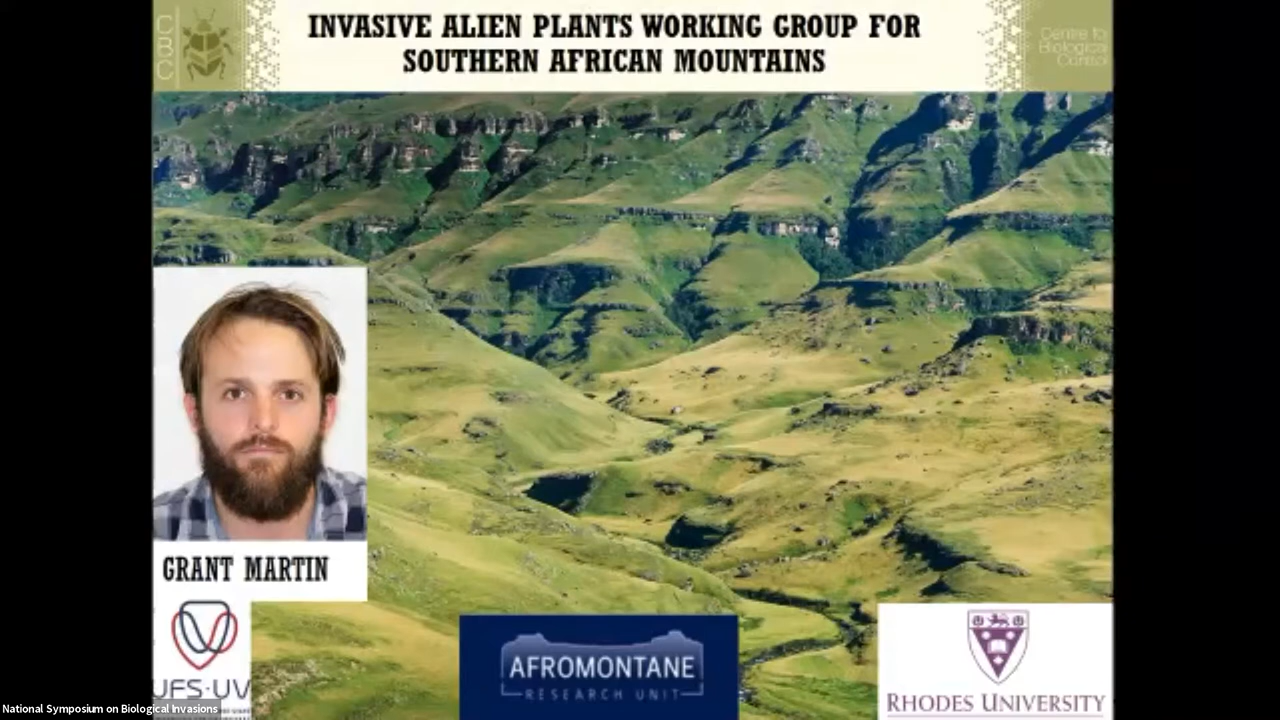 INVASIVE ALIEN PLANTS WORKING GROUP FOR
SOUTHERN AFRICAN MOUNTAINS
CBC
Centre to
Biological
Control
GRANT MARTIN
UFS·UV
AFROMONTANE
RESEARCH UNIT
RHODES UNIVERSITY
National Symposium on Biological Invasions